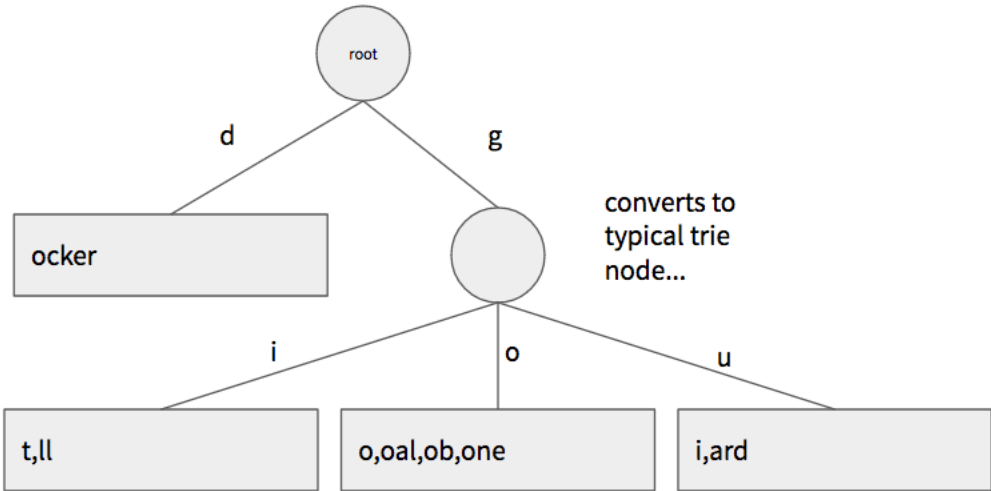 root
d
g
converts to
typical trie
node...
ocker
i
o
u
t,ll
o,oal,ob,one
i,ard